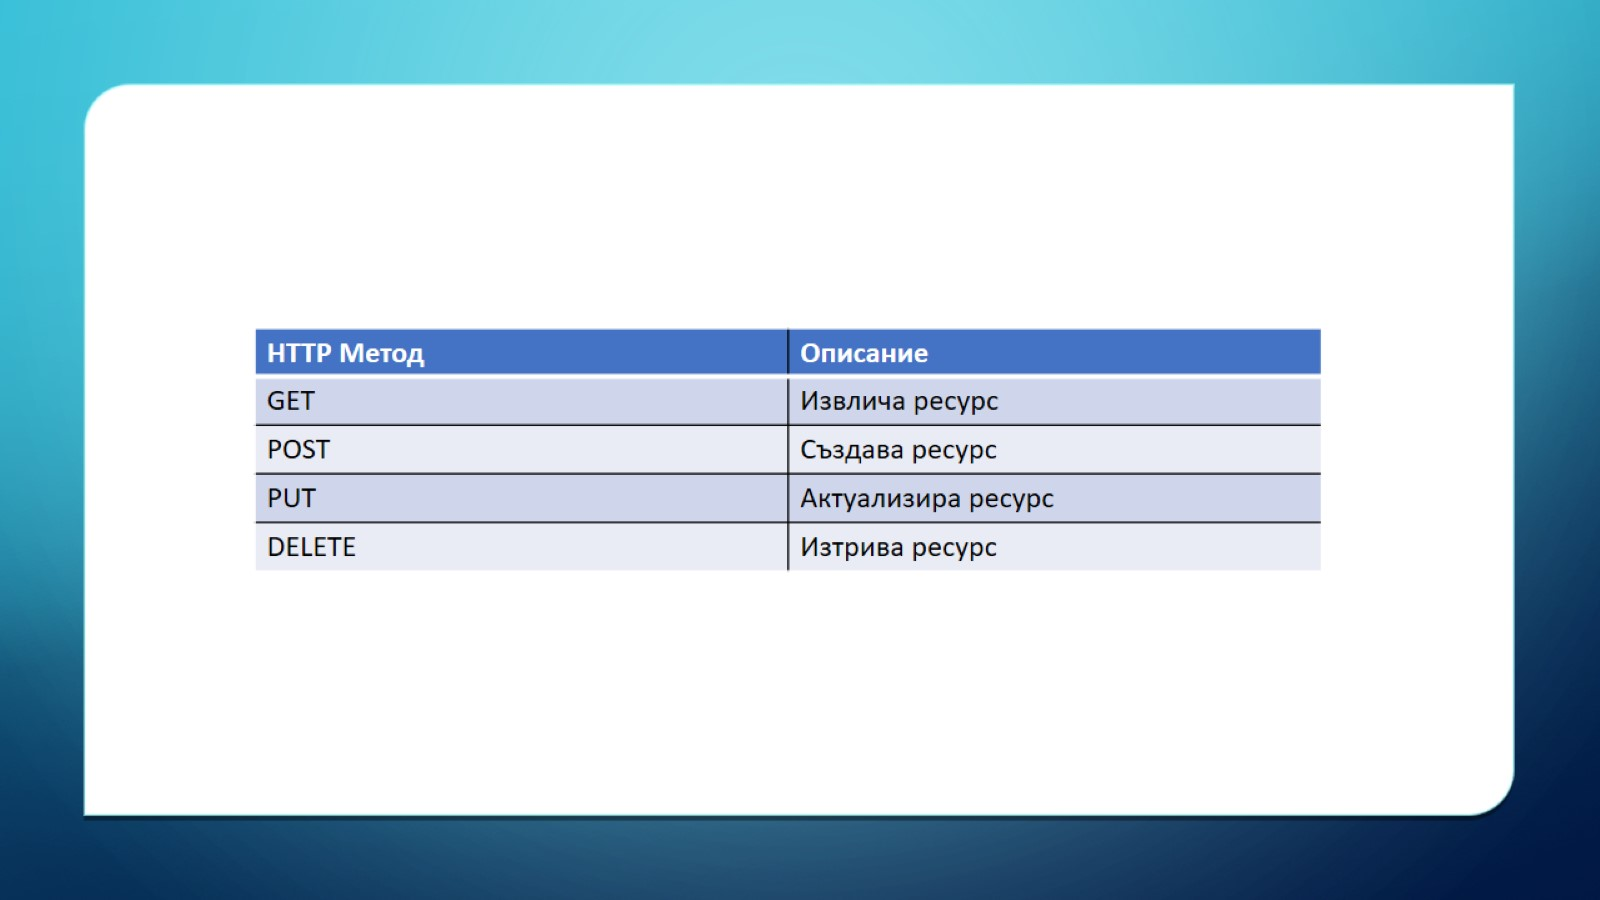 HTTP Метод Описание
GET Извлича ресурс
POST Създава ресурс
PUT Актуализира ресурс
DELETE Изтрива ресурс